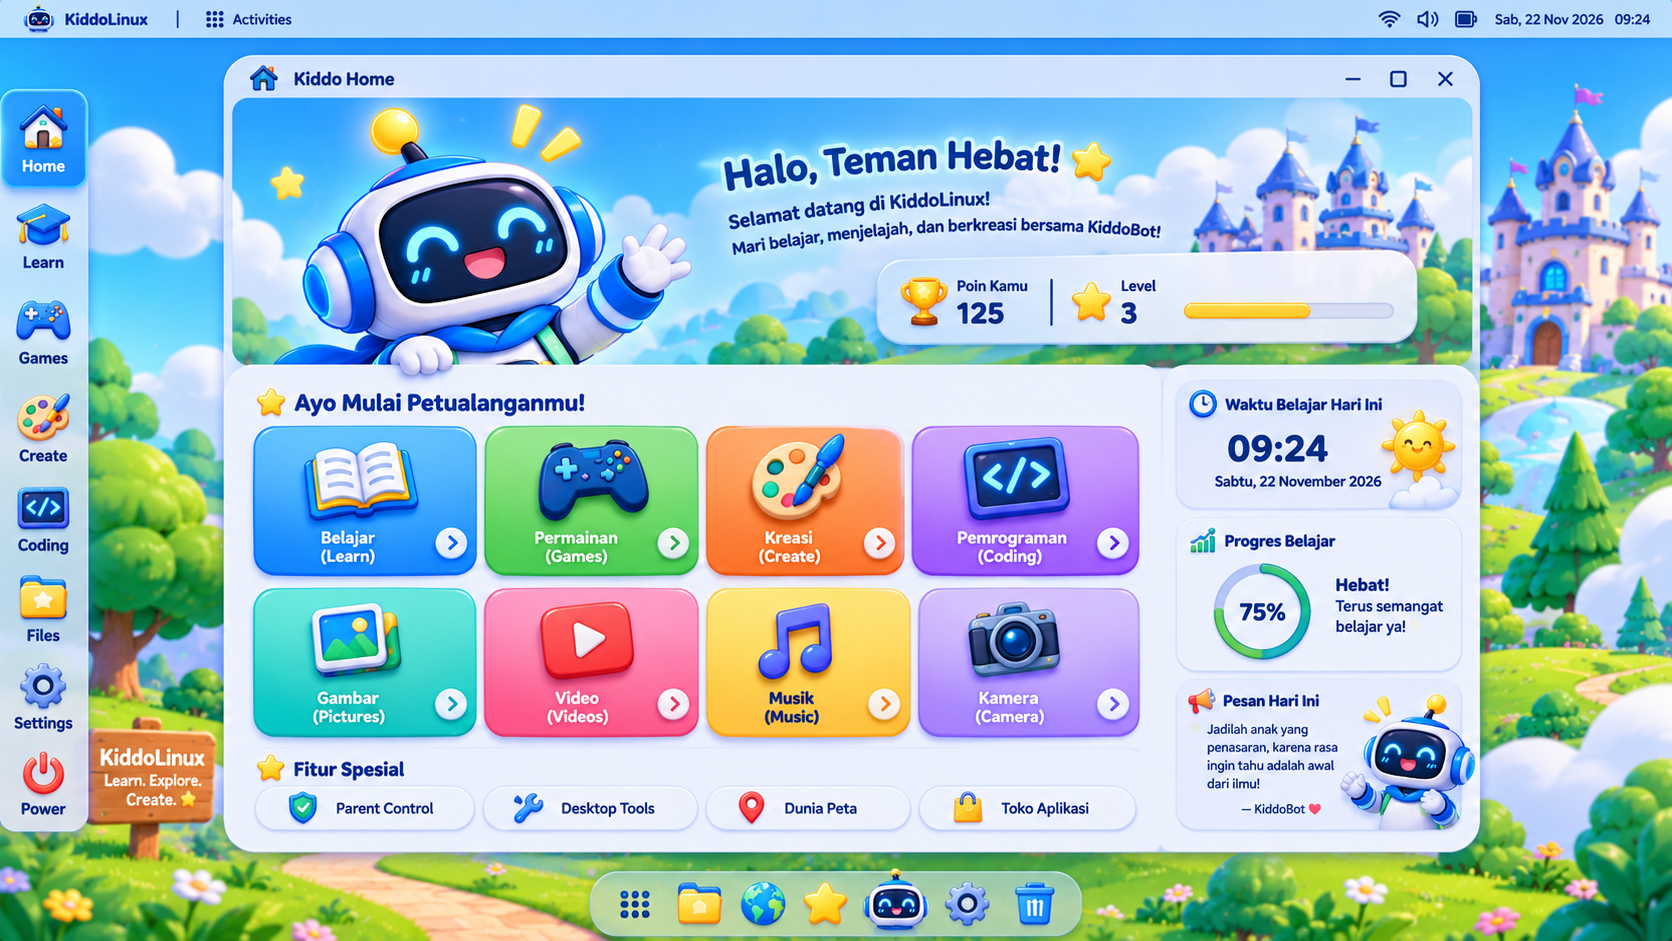 KiddoLinux
Activities
Sab, 22 Nov 2026 09:24
Kiddo Home
Home
Learn
Games
Create
Coding
Files
Settings
Power
Halo, Teman Hebat!
Selamat datang di KiddoLinux!
Mari belajar, menjelajah, dan berkreasi bersama KiddoBot!
Poin Kamu
125
Level
3
Ayo Mulai Petualanganmu!
Belajar
(Learn)
Permainan
(Games)
Kreasi
(Create)
</>
Pemrograman
(Coding)
Gambar
(Pictures)
Video
(Videos)
Musik
(Music)
Kamera
(Camera)
Fitur Spesial
Parent Control
Desktop Tools
Dunia Peta
Toko Aplikasi
Waktu Belajar Hari Ini
09:24
Sabtu, 22 November 2026
Progres Belajar
75%
Hebat!
Terus semangat
belajar ya!
Pesan Hari Ini
Jadilah anak yang
penasaran, karena rasa
ingin tahu adalah awal
dari ilmu!
— KiddoBot
KiddoLinux
Learn. Explore.
Create.